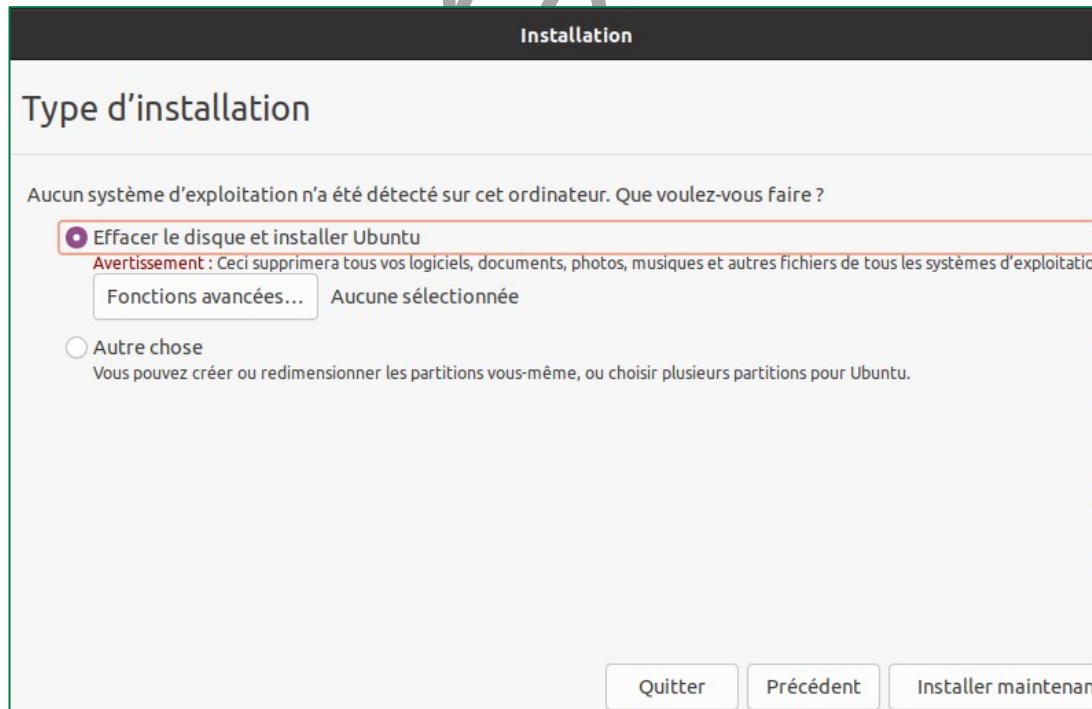 Installation
Type d’installation
Aucun système d’exploitation n’a été détecté sur cet ordinateur. Que voulez-vous faire ?
Effacer le disque et installer Ubuntu
Avertissement : Ceci supprimera tous vos logiciels, documents, photos, musiques et autres fichiers de tous les systèmes
Fonctions avancées... Aucune sélectionnée
Autre chose
Vous pouvez créer ou redimensionner les partitions vous-même, ou choisir plusieurs partitions pour Ubuntu.
Quitter Précédent Installer